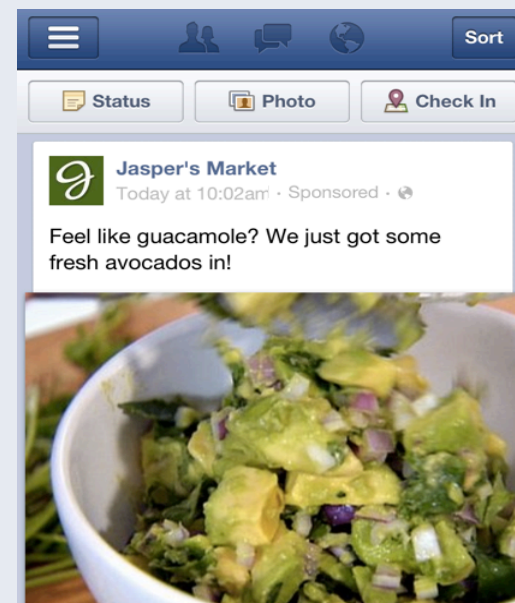 Sort
Status
Photo
Check In
Jasper's Market
Today at 10:02am · Sponsored ·
Feel like guacamole? We just got some
fresh avocados in!